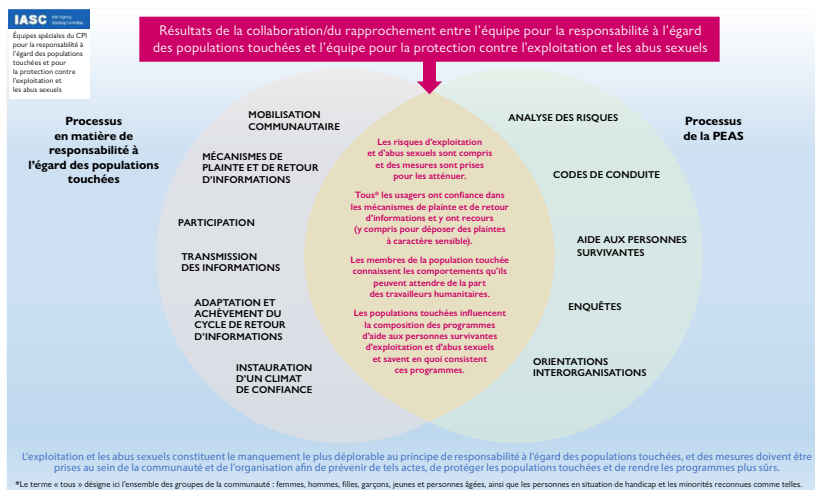 IASC Inter-Agency
Standing Committee
Équipes spéciales du CPI
pour la responsabilité à
l'égard des populations
touchées et pour
la protection contre
l'exploitation et
les abus sexuels
Résultats de la collaboration/du rapprochement entre l'équipe pour la responsabilité à l'égard
des populations touchées et l'équipe pour la protection contre l'exploitation et les abus sexuels
Processus
en matière de
responsabilité à
l'égard des populations
touchées
MOBILISATION
COMMUNAUTAIRE
MÉCANISMES DE
PLAINTE ET DE RETOUR
D'INFORMATIONS
PARTICIPATION
TRANSMISSION
DES INFORMATIONS
ADAPTATION ET
ACHÈVEMENT DU
CYCLE DE RETOUR
D'INFORMATIONS
INSTAURATION
D'UN CLIMAT
DE CONFIANCE
Les risques d'exploitation
et d'abus sexuels sont compris
et des mesures sont prises
pour les atténuer.
Tous* les usagers ont confiance dans
les mécanismes de plainte et de retour
d'informations et y ont recours
(y compris pour déposer des plaintes
à caractère sensible).
Les membres de la population touchée
connaissent les comportements qu'ils
peuvent attendre de la part
des travailleurs humanitaires.
Les populations touchées influencent
la composition des programmes
d'aide aux personnes survivantes
d'exploitation et d'abus sexuels
et savent en quoi consistent
ces programmes.
ANALYSE DES RISQUES
CODES DE CONDUITE
AIDE AUX PERSONNES
SURVIVANTES
ENQUÊTES
ORIENTATIONS
INTERORGANISATIONS
Processus
de la PEAS
L'exploitation et les abus sexuels constituent le manquement le plus déplorable au principe de responsabilité à l'égard des populations touchées, et des mesures doivent être
prises au sein de la communauté et de l'organisation afin de prévenir de tels actes, de protéger les populations touchées et de rendre les programmes plus sûrs.
*Le terme « tous » désigne ici l'ensemble des groupes de la communauté : femmes, hommes, filles, garçons, jeunes et personnes âgées, ainsi que les personnes en situation de handicap et les minorités reconnues comme telles.